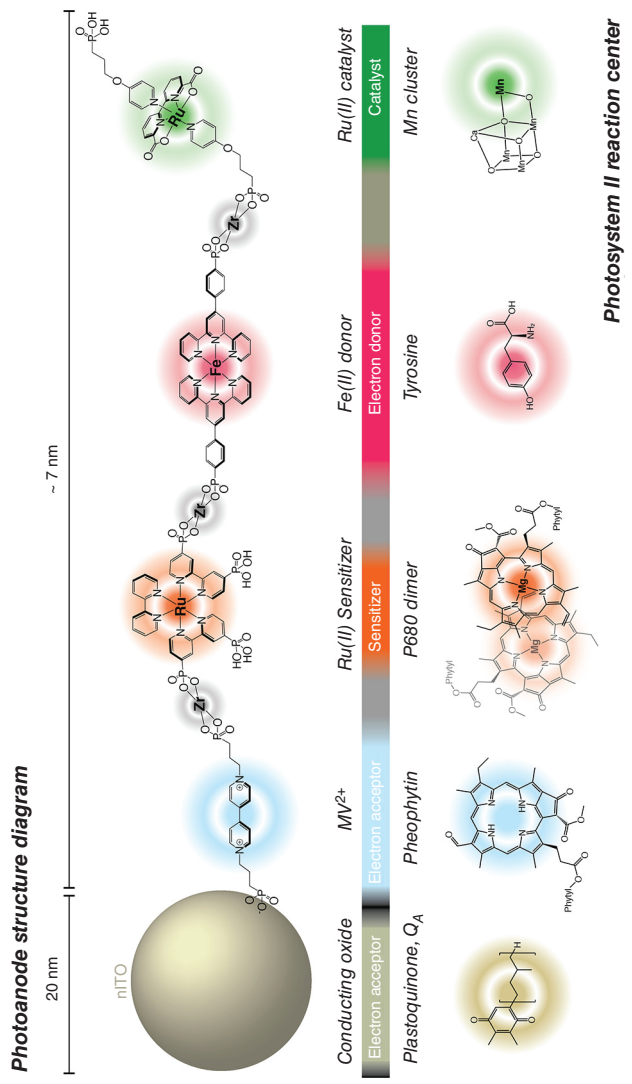 Photoanode structure diagram
20 nm
~ 7 nm
nITO
Zr
Ru
Zr
Fe
Zr
Ru
Conducting oxide
MV²⁺
Ru(II) Sensitizer
Fe(II) donor
Ru(II) catalyst
Electron acceptor
Electron acceptor
Sensitizer
Electron donor
Catalyst
Plastoquinone, Q_A
Pheophytin
P680 dimer
Tyrosine
Mn cluster
Phytyl
Phytyl
Mg
Mg
Phytyl
HO
OH
NH₂
Ca
Mn
Mn
Mn
Mn
Photosystem II reaction center